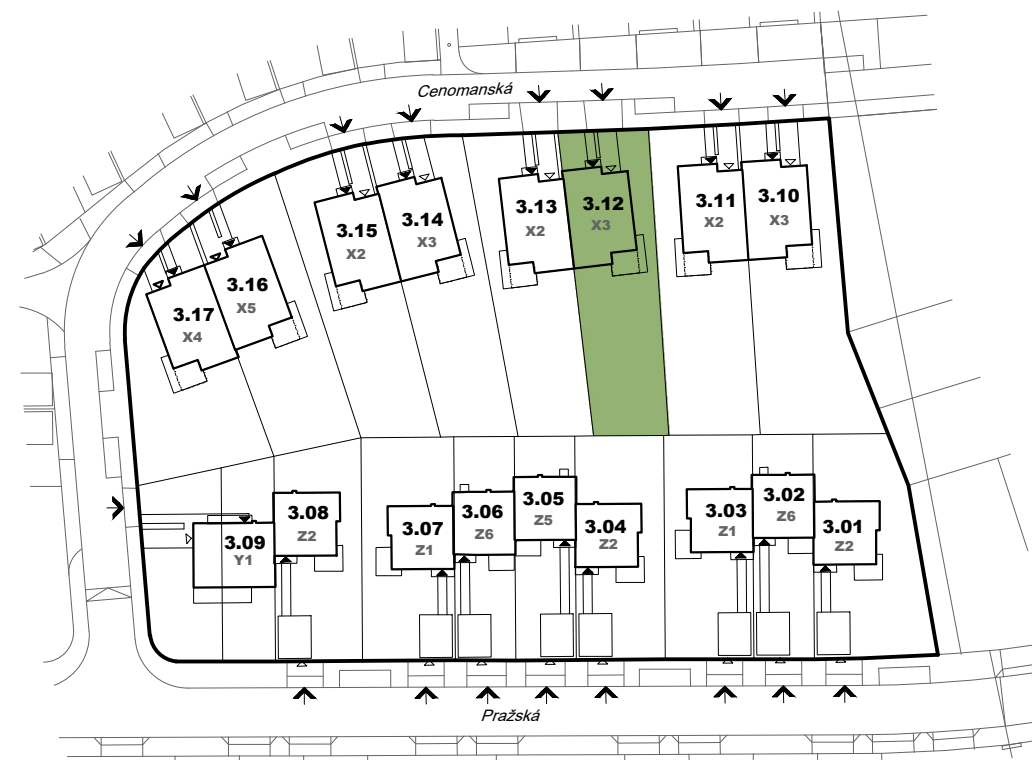 Cenomanská
3.17
X4
3.16
X5
3.15
X2
3.14
X3
3.13
X2
3.12
X3
3.11
X2
3.10
X3
3.09
Y1
3.08
Z2
3.07
Z1
3.06
Z6
3.05
Z5
3.04
Z2
3.03
Z1
3.02
Z6
3.01
Z2
Pražská